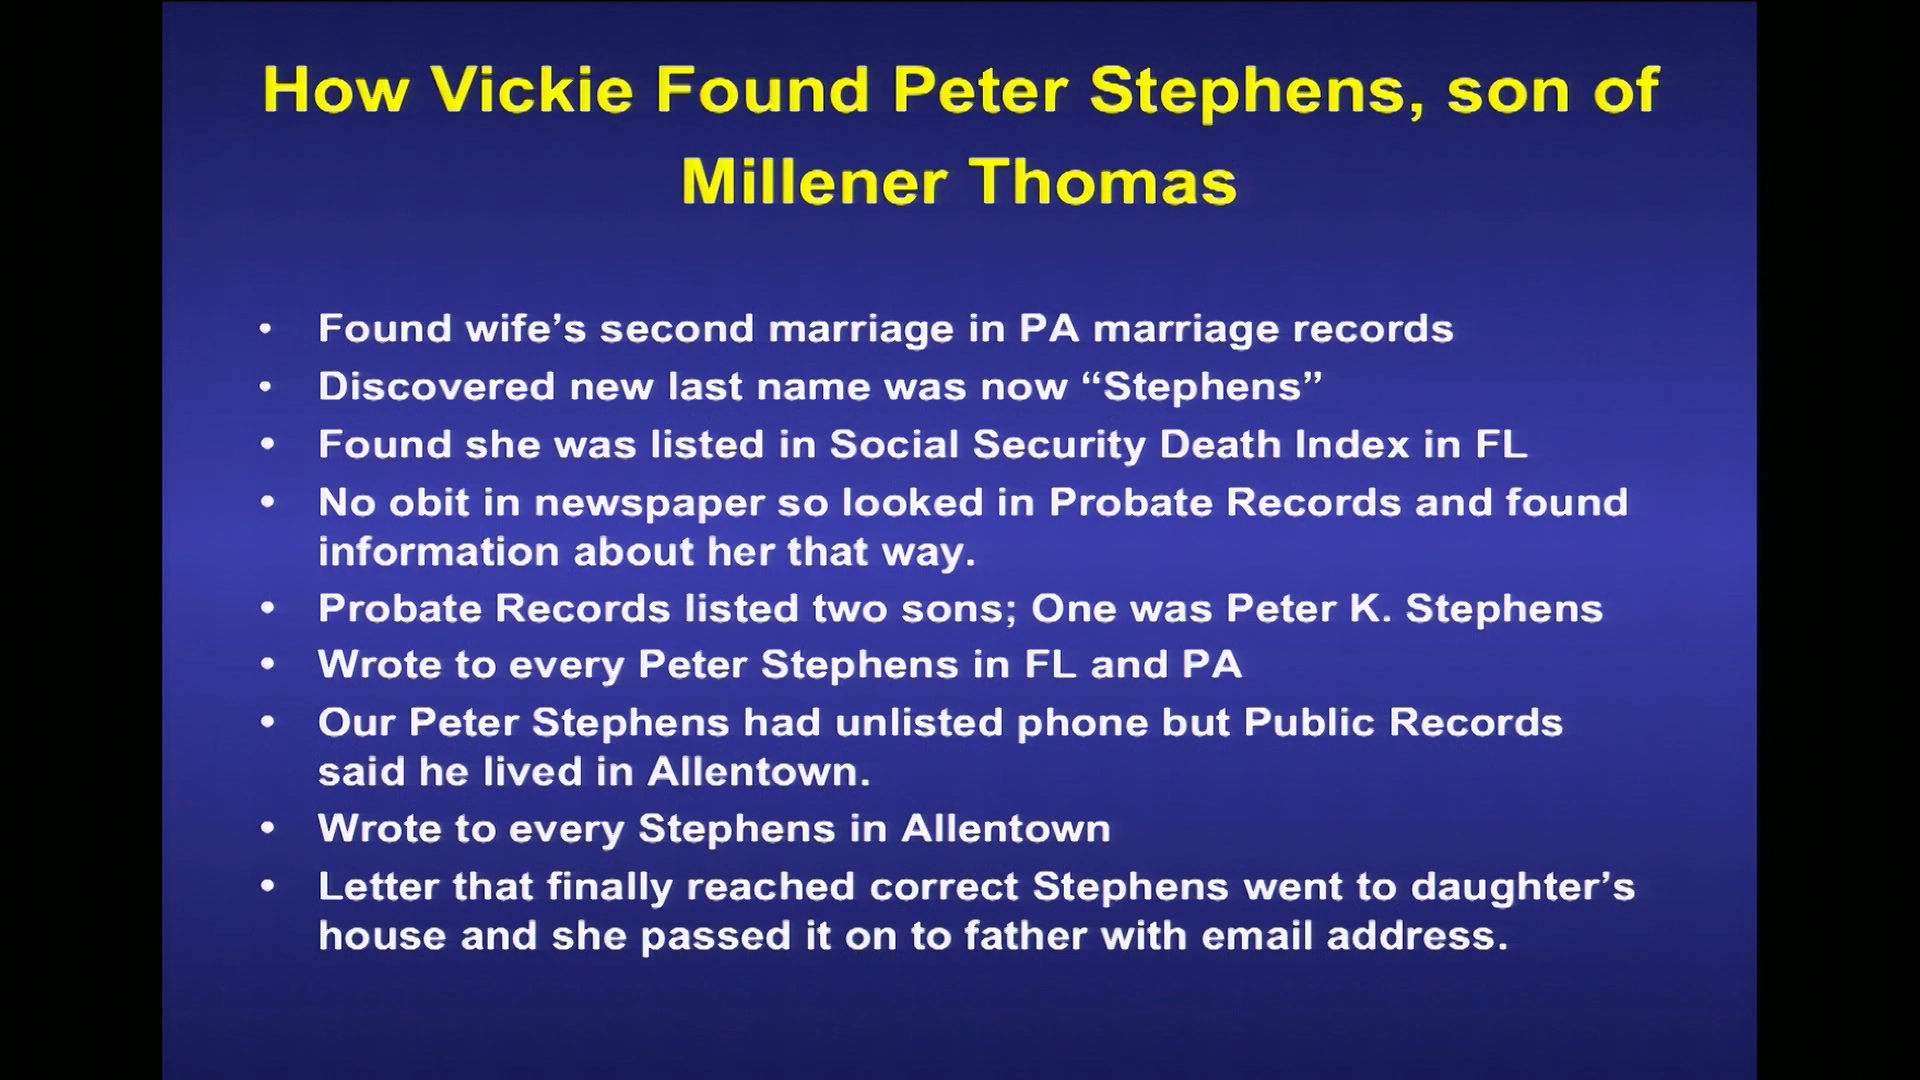 How Vickie Found Peter Stephens, son of
Millener Thomas
• Found wife’s second marriage in PA marriage records
• Discovered new last name was now “Stephens”
• Found she was listed in Social Security Death Index in FL
• No obit in newspaper so looked in Probate Records and found
information about her that way.
• Probate Records listed two sons; One was Peter K. Stephens
• Wrote to every Peter Stephens in FL and PA
• Our Peter Stephens had unlisted phone but Public Records
said he lived in Allentown.
• Wrote to every Stephens in Allentown
• Letter that finally reached correct Stephens went to daughter’s
house and she passed it on to father with email address.